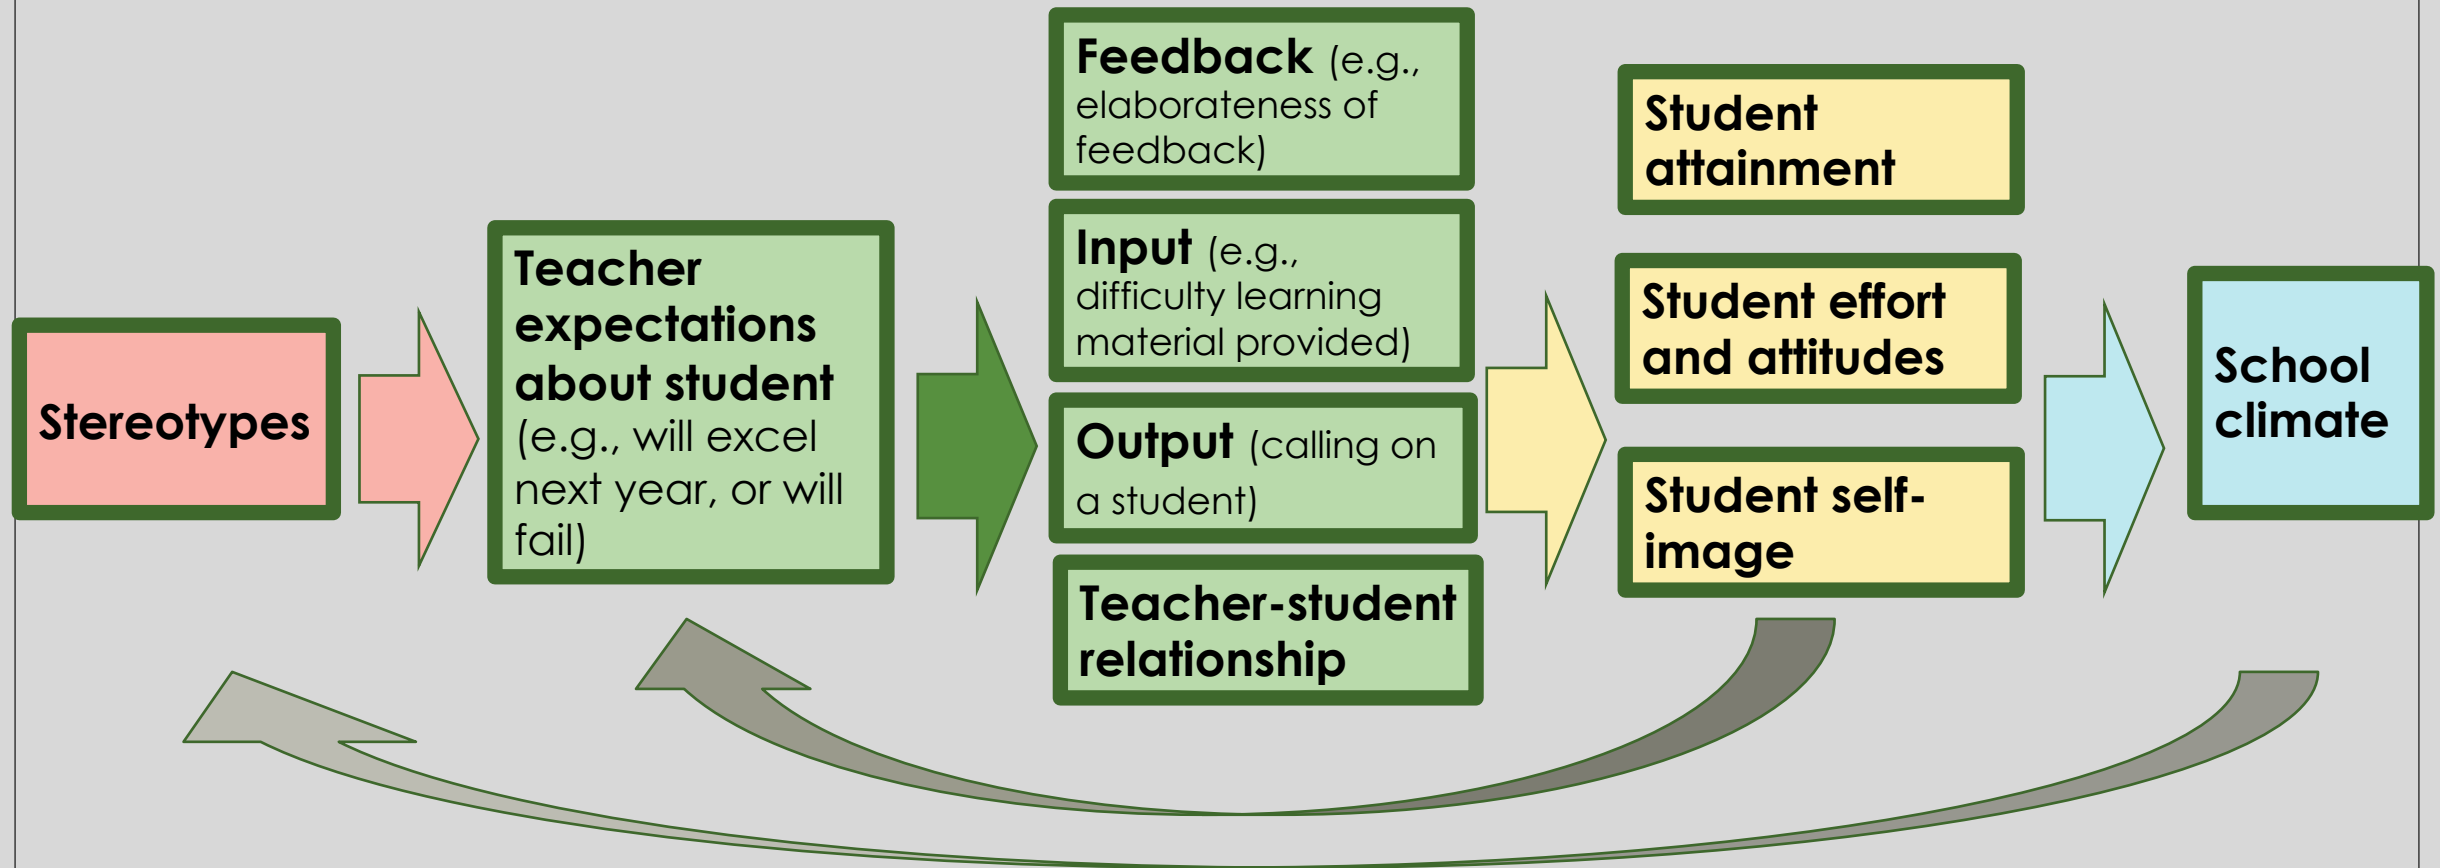 Stereotypes
Teacher
expectations
about student
(e.g., will excel
next year, or will
fail)
Feedback (e.g.,
elaborateness of
feedback)
Input (e.g.,
difficulty learning
material provided)
Output (calling on
a student)
Teacher-student
relationship
Student
attainment
Student effort
and attitudes
Student self-
image
School
climate